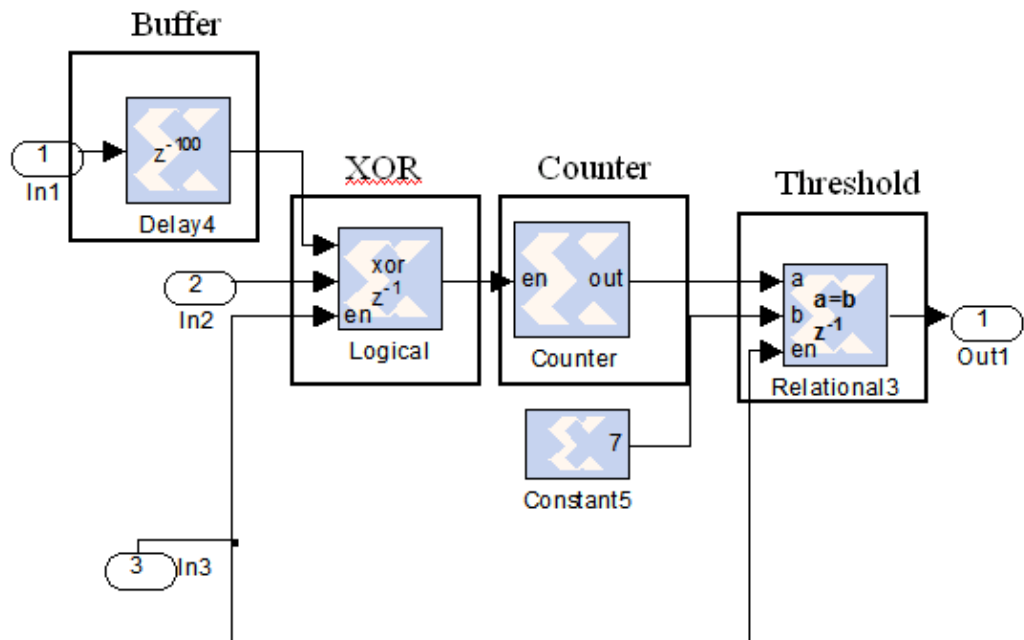 Buffer
1
In1
z-100
Delay4
XOR
2
In2
xor
z-1
en
Logical
Counter
en out
Counter
7
Constant5
Threshold
a
a=b
b
z-1
en
Relational3
1
Out1
3
In3